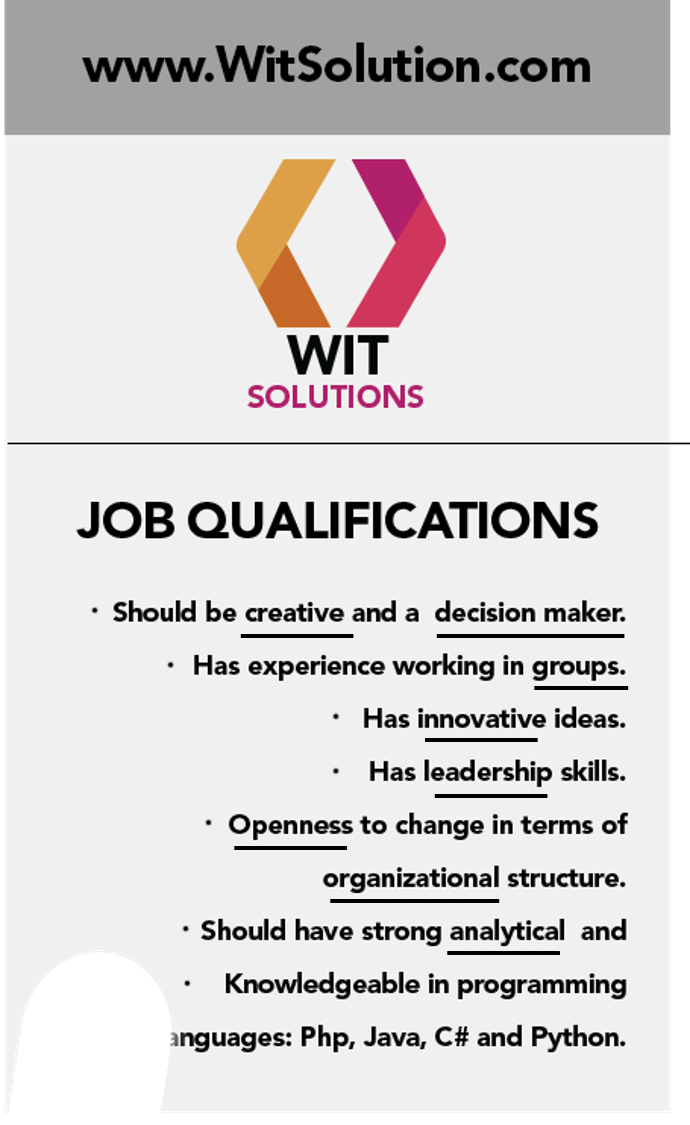 www.WitSolution.com
WIT
SOLUTIONS
JOB QUALIFICATIONS
· Should be creative and a decision maker.
· Has experience working in groups.
· Has innovative ideas.
· Has leadership skills.
· Openness to change in terms of
organizational structure.
· Should have strong analytical and
· Knowledgeable in programming
anguages: Php, Java, C# and Python.